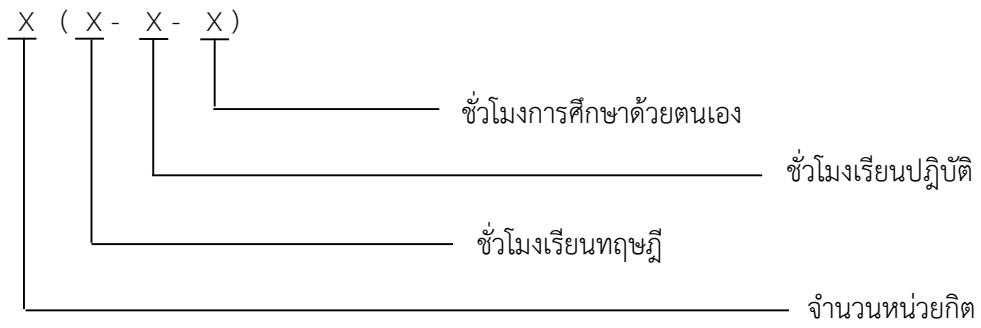 X ( X - X - X )
ชั่วโมงการศึกษาด้วยตนเอง
ชั่วโมงเรียนปฎิบัติ
ชั่วโมงเรียนทฤษฎี
จำนวนหน่วยกิต